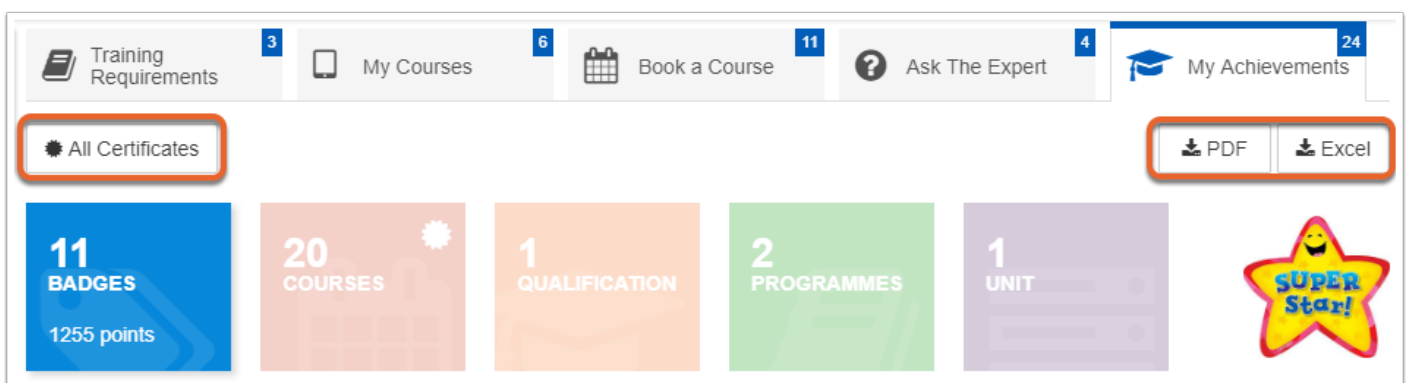 Training
Requirements
3
My Courses
6
Book a Course
11
Ask The Expert
4
My Achievements
24
All Certificates
PDF
Excel
11
BADGES
1255 points
20
COURSES
1
QUALIFICATION
2
PROGRAMMES
1
UNIT
SUPER
Star!